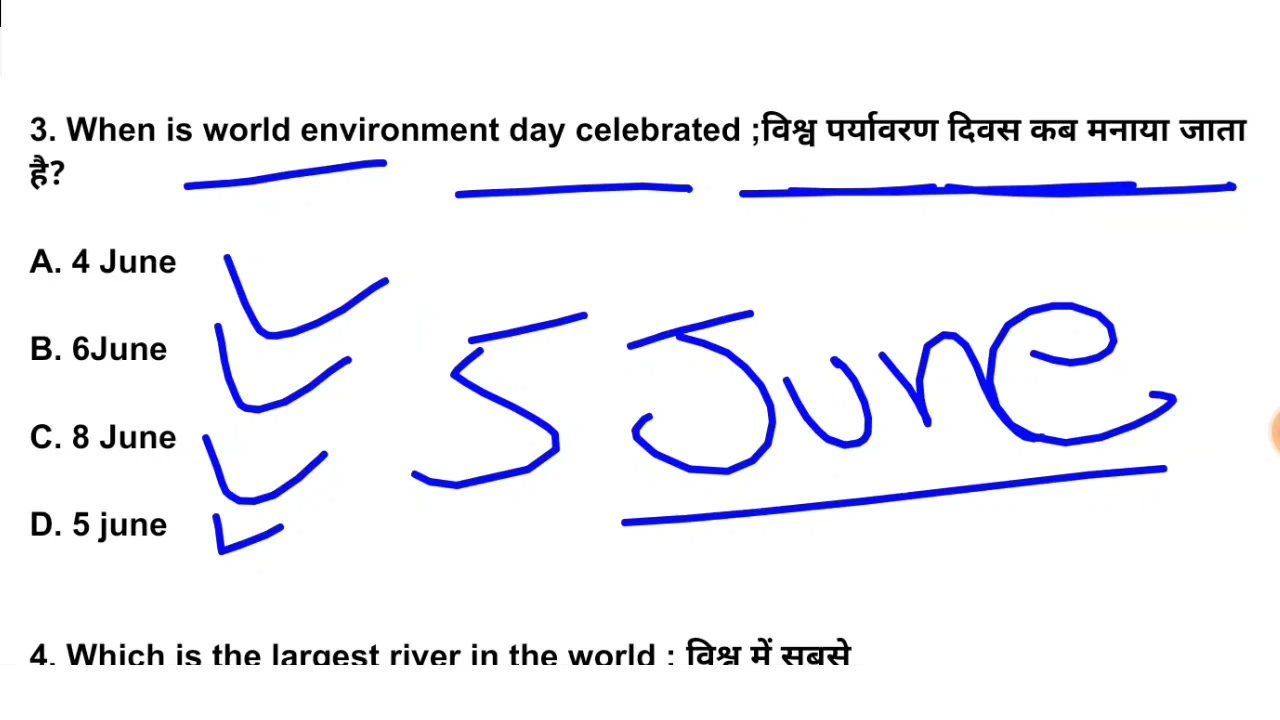 3. When is world environment day celebrated ;विश्व पर्यावरण दिवस कब मनाया जाता
है?
A. 4 June
B. 6June
5 June
C. 8 June
D. 5 june
4. Which is the largest river in the world : विश्व में सबसे